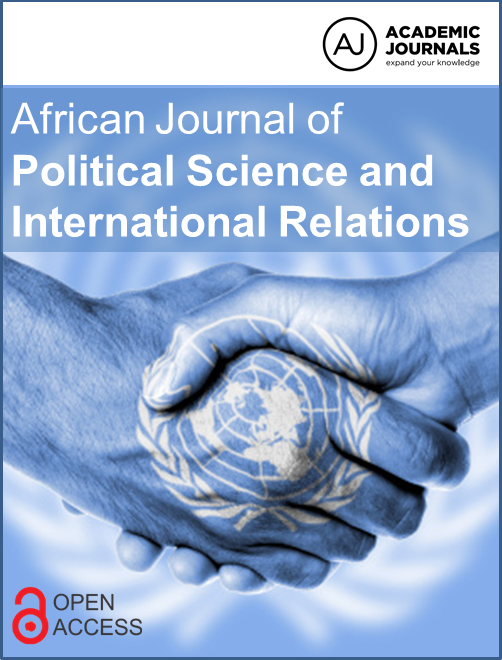 AJ
ACADEMIC
JOURNALS
expand your knowledge
African Journal of
Political Science and
International Relations
OPEN
ACCESS